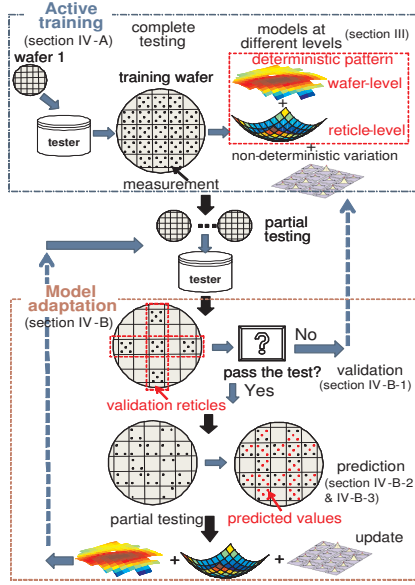 Active
training
(section IV-A)
wafer 1
tester
complete
testing
training wafer
measurement
models at
different levels
(section III)
deterministic pattern
wafer-level
+
reticle-level
+
non-deterministic variation
partial
testing
tester
Model
adaptation
(section IV-B)
?
No
pass the test?
Yes
validation
(section IV-B-1)
validation reticles
prediction
(section IV-B-2
& IV-B-3)
partial testing
predicted values
update
+
+